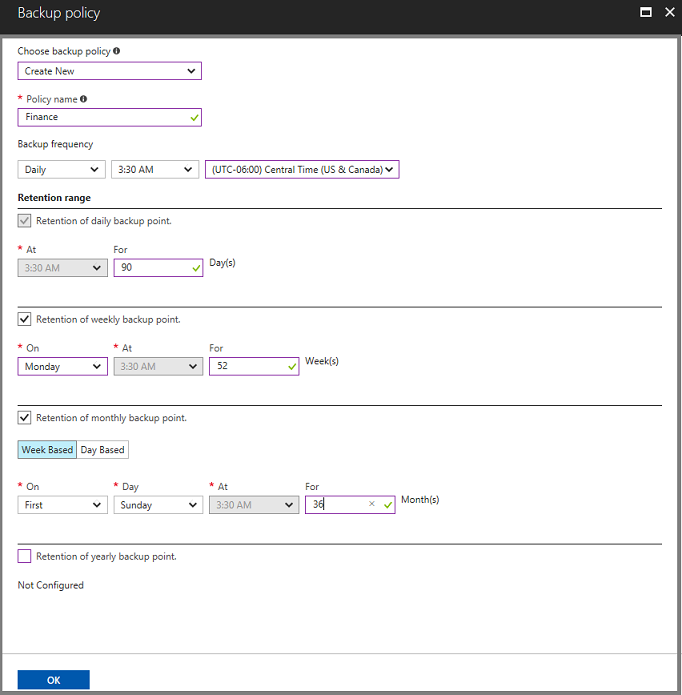 Backup policy
Choose backup policy
Create New
* Policy name
Finance
Backup frequency
Daily 3:30 AM (UTC-06:00) Central Time (US & Canada)
Retention range
Retention of daily backup point.
* At For
3:30 AM 90 Day(s)
Retention of weekly backup point.
* On * At For
Monday 3:30 AM 52 Week(s)
Retention of monthly backup point.
Week Based Day Based
* On * Day * At For
First Sunday 3:30 AM 36 Month(s)
Retention of yearly backup point.
Not Configured
OK